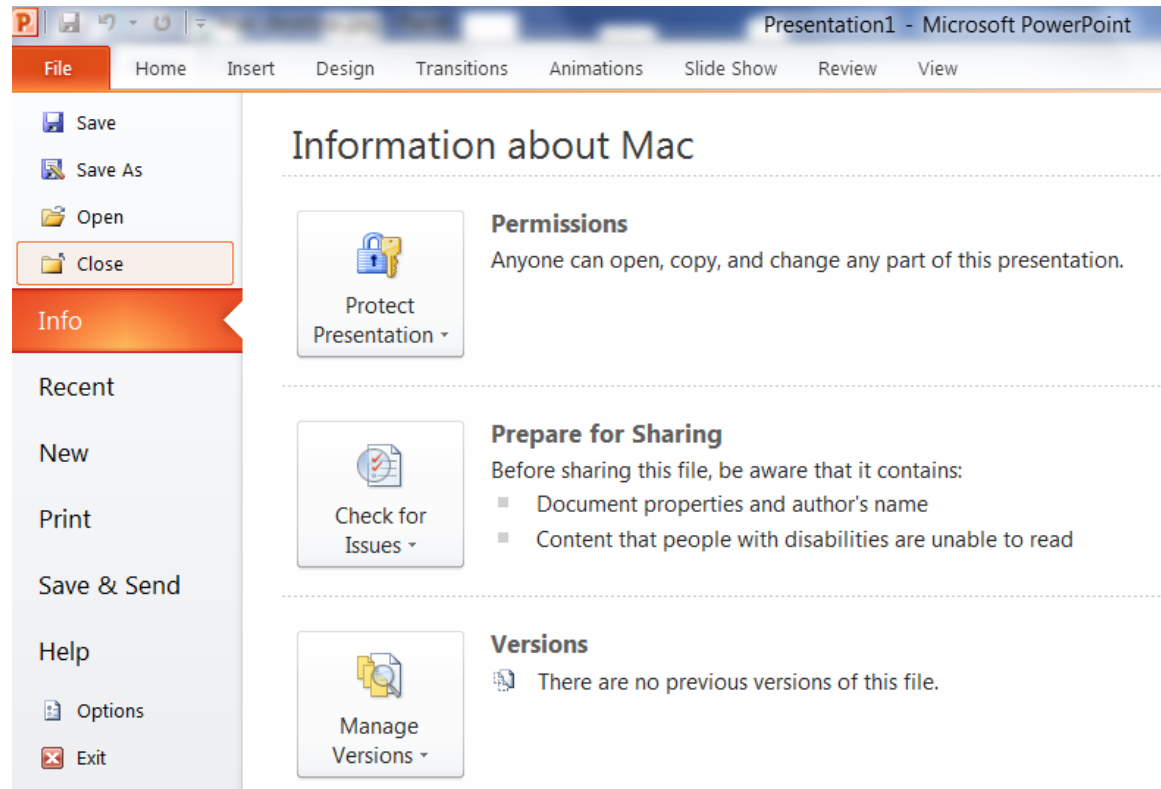 Presentation1 - Microsoft PowerPoint
File Home Insert Design Transitions Animations Slide Show Review View
Save
Save As
Open
Close
Info
Recent
New
Print
Save & Send
Help
Options
Exit
Information about Mac
Protect
Presentation
Permissions
Anyone can open, copy, and change any part of this presentation.
Check for
Issues
Prepare for Sharing
Before sharing this file, be aware that it contains:
Document properties and author's name
Content that people with disabilities are unable to read
Manage
Versions
Versions
There are no previous versions of this file.